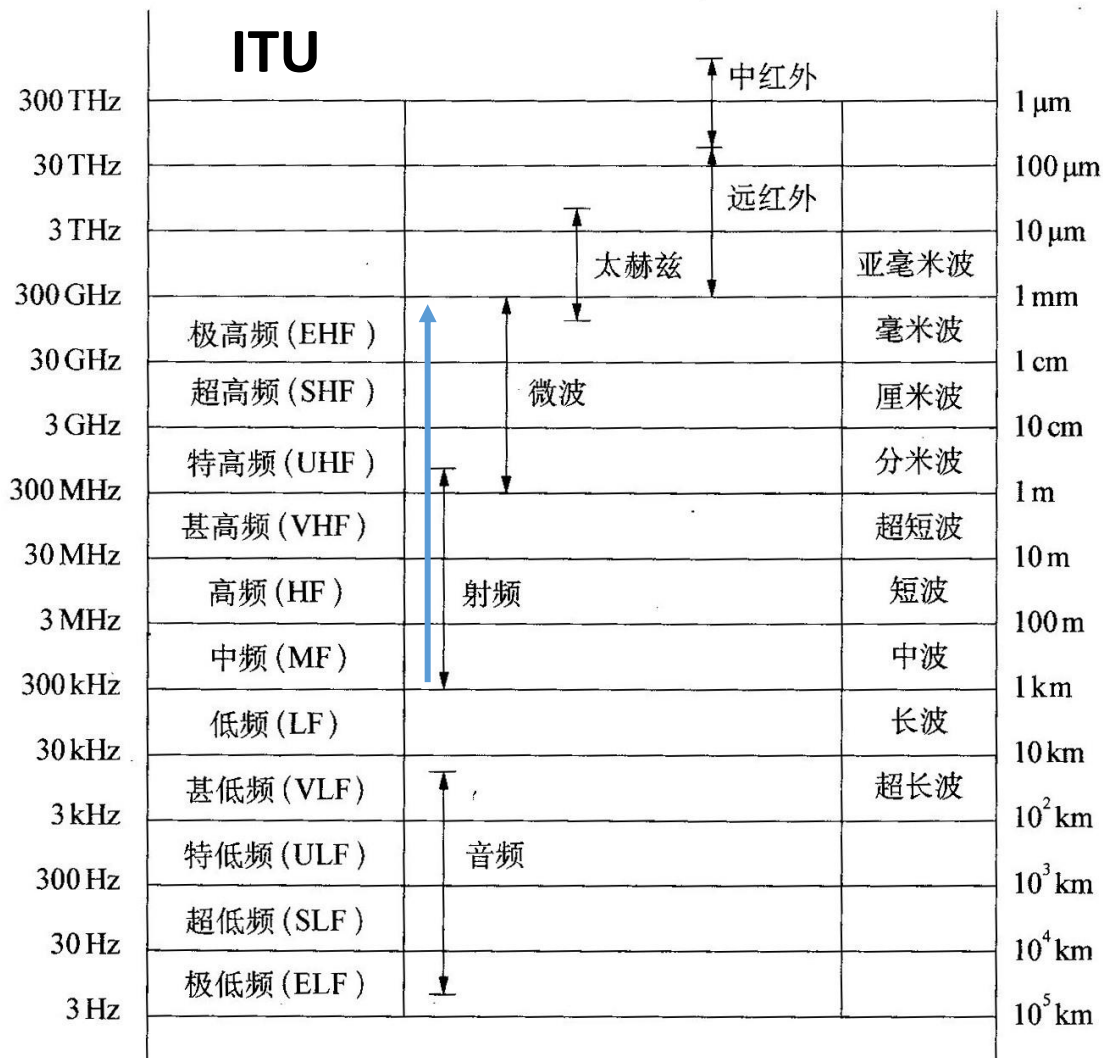 ITU
中红外
300 THz 1 μm
30 THz 100 μm
远红外
3 THz 10 μm
太赫兹 亚毫米波
300 GHz 1 mm
极高频(EHF) 毫米波
30 GHz 1 cm
超高频(SHF) 微波 厘米波
3 GHz 10 cm
特高频(UHF) 分米波
300 MHz 1 m
甚高频(VHF) 超短波
30 MHz 10 m
高频(HF) 射频 短波
3 MHz 100 m
中频(MF) 中波
300 kHz 1 km
低频(LF) 长波
30 kHz 10 km
甚低频(VLF) 超长波
3 kHz 10² km
特低频(ULF) 音频
300 Hz 10³ km
超低频(SLF)
30 Hz 10⁴ km
极低频(ELF)
3 Hz 10⁵ km